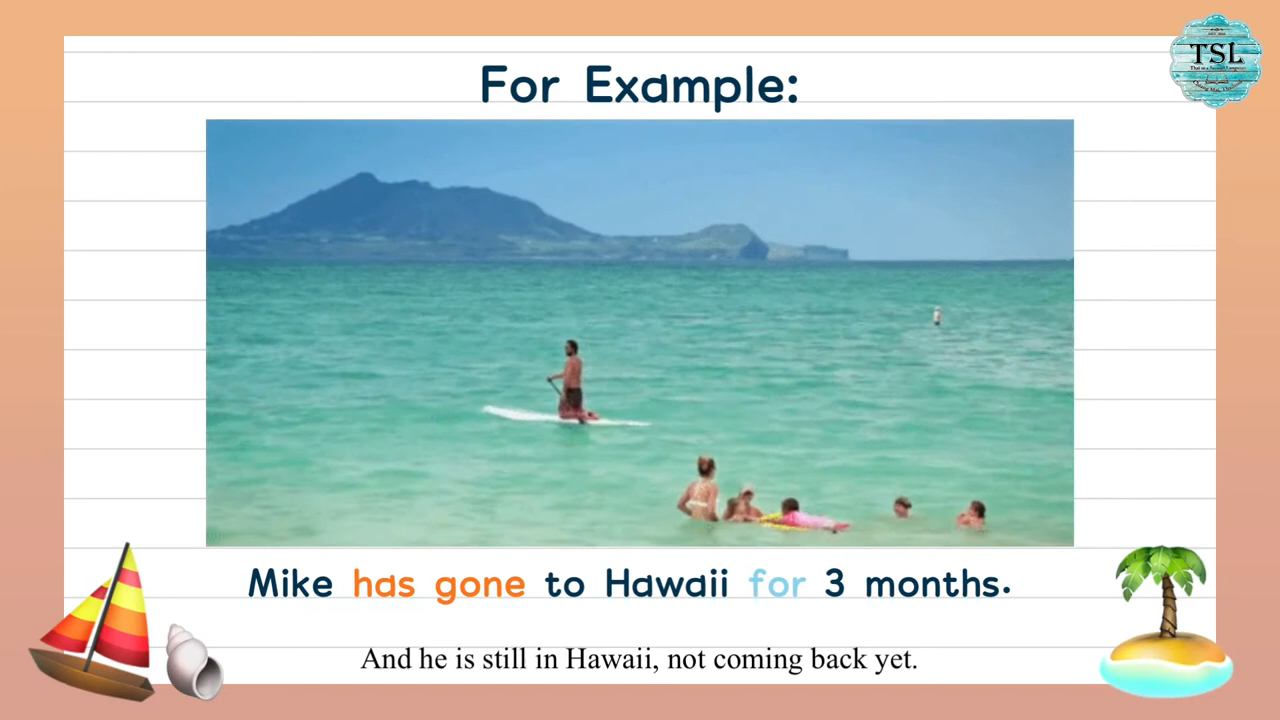 For Example:
TSL
Mike has gone to Hawaii for 3 months.
And he is still in Hawaii, not coming back yet.